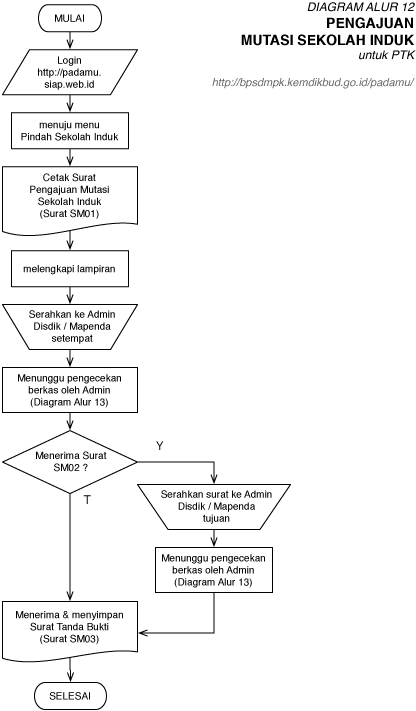 DIAGRAM ALUR 12
PENGAJUAN
MUTASI SEKOLAH INDUK
untuk PTK
http://bpsdmpk.kemdikbud.go.id/padamu/
MULAI
Login
http://padamu.
siap.web.id
menuju menu
Pindah Sekolah Induk
Cetak Surat
Pengajuan Mutasi
Sekolah Induk
(Surat SM01)
melengkapi lampiran
Serahkan ke Admin
Disdik / Mapenda
setempat
Menunggu pengecekan
berkas oleh Admin
(Diagram Alur 13)
Menerima Surat
SM02 ?
Y
T
Serahkan surat ke Admin
Disdik / Mapenda
tujuan
Menunggu pengecekan
berkas oleh Admin
(Diagram Alur 13)
Menerima & menyimpan
Surat Tanda Bukti
(Surat SM03)
SELESAI